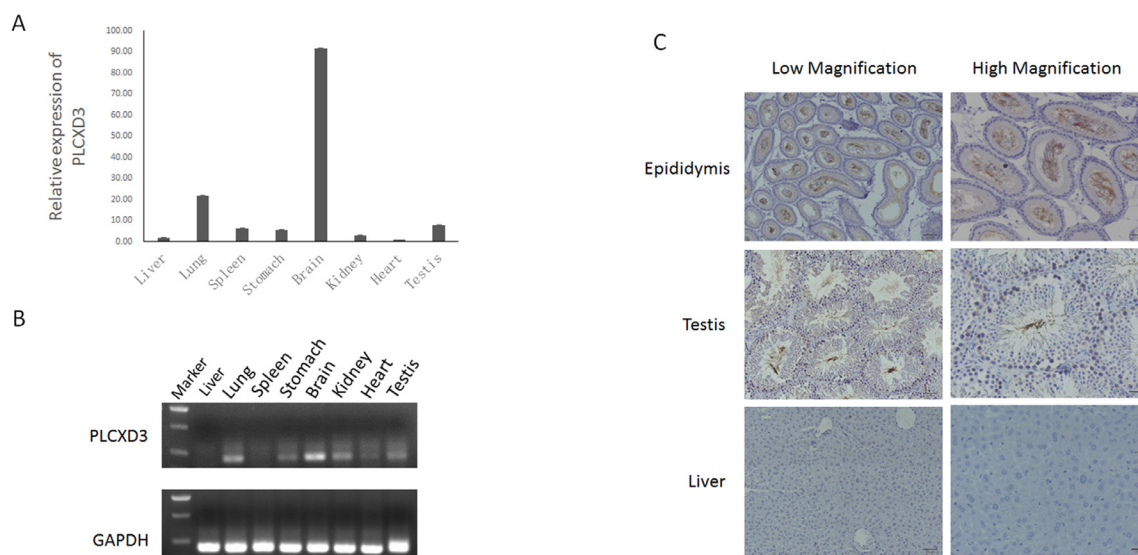 A
Relative expression of
PLCXD3
100.00
90.00
80.00
70.00
60.00
50.00
40.00
30.00
20.00
10.00
0.00
Liver
Lung
Spleen
Stomach
Brain
Kidney
Heart
Testis
B
Marker
Liver
Lung
Spleen
Stomach
Brain
Kidney
Heart
Testis
PLCXD3
GAPDH
C
Low Magnification
High Magnification
Epididymis
Testis
Liver